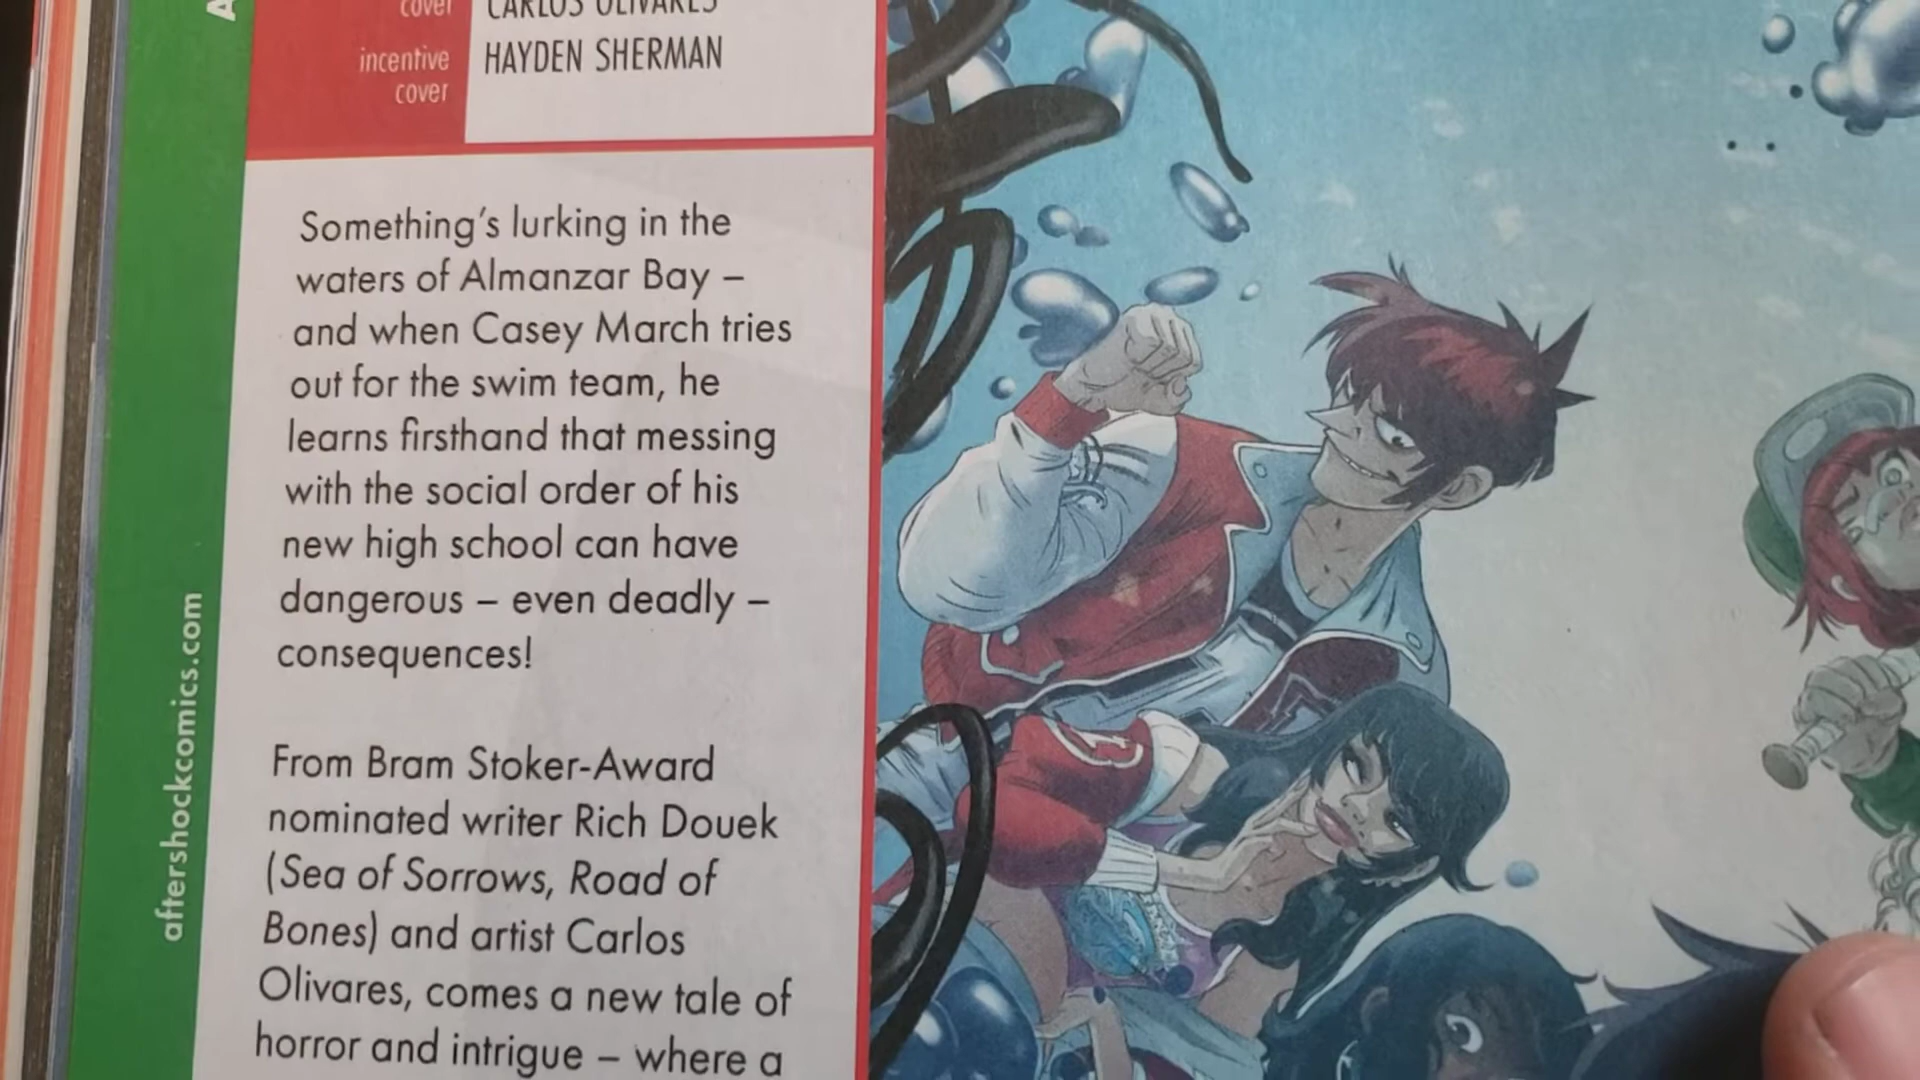 cover
CARLOS OLIVARES
incentive
cover
HAYDEN SHERMAN
Something's lurking in the
waters of Almanzar Bay –
and when Casey March tries
out for the swim team, he
learns firsthand that messing
with the social order of his
new high school can have
dangerous – even deadly –
consequences!
From Bram Stoker-Award
nominated writer Rich Douek
(Sea of Sorrows, Road of
Bones) and artist Carlos
Olivares, comes a new tale of
horror and intrigue – where a
aftershockcomics.com